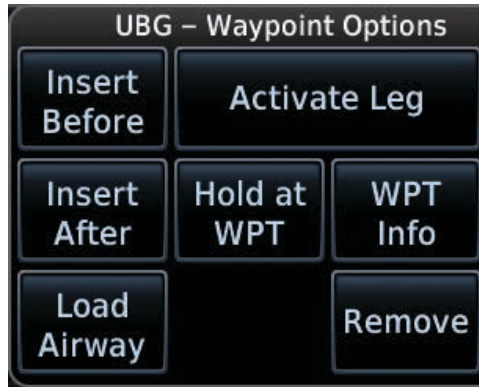 UBG – Waypoint Options
Insert
Before
Activate Leg
Insert
After
Hold at
WPT
WPT
Info
Load
Airway
Remove